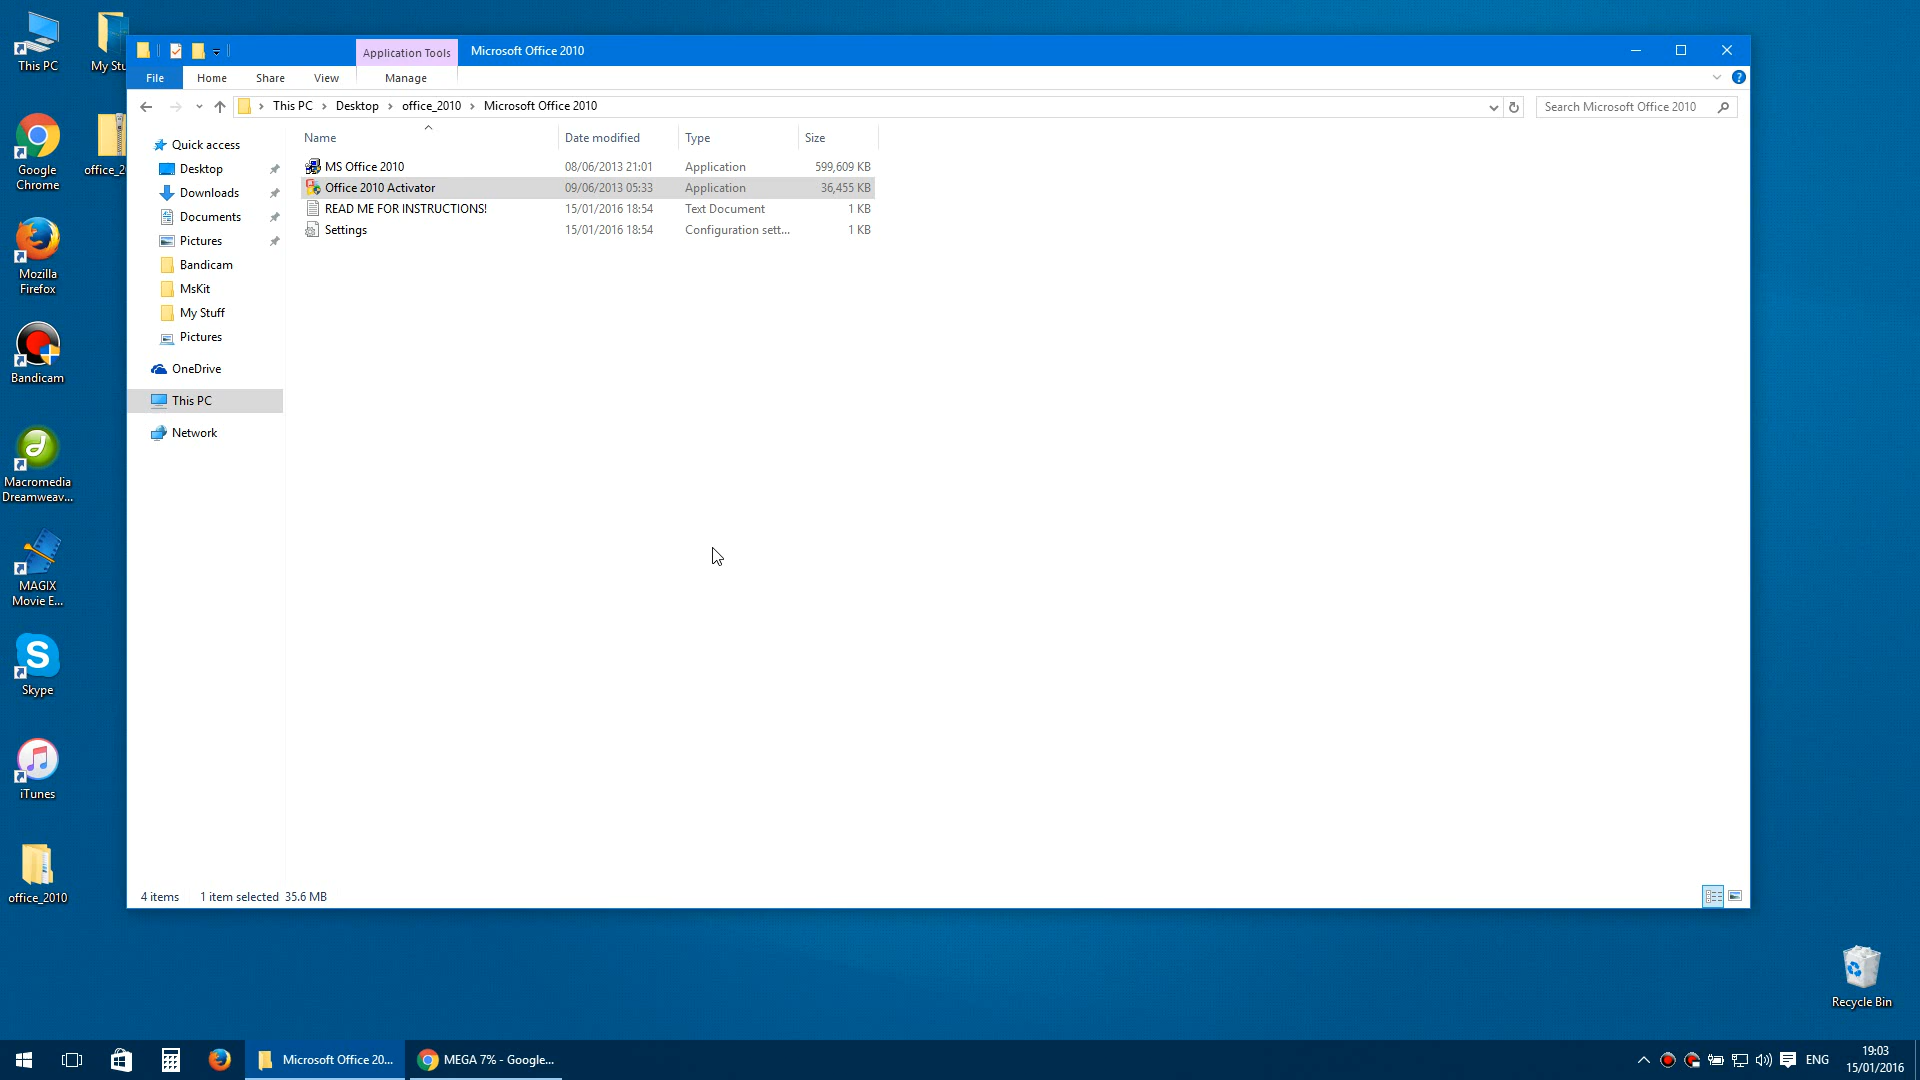 This PC
My Stu
Google
Chrome
office_2
Mozilla
Firefox
Bandicam
Macromedia
Dreamweav...
MAGIX
Movie E...
Skype
iTunes
office_2010
Application Tools
Microsoft Office 2010
File
Home
Share
View
Manage
This PC
Desktop
office_2010
Microsoft Office 2010
Search Microsoft Office 2010
Quick access
Desktop
Downloads
Documents
Pictures
Bandicam
MsKit
My Stuff
Pictures
OneDrive
This PC
Network
Name Date modified Type Size
MS Office 2010 08/06/2013 21:01 Application 599,609 KB
Office 2010 Activator 09/06/2013 05:33 Application 36,455 KB
READ ME FOR INSTRUCTIONS! 15/01/2016 18:54 Text Document 1 KB
Settings 15/01/2016 18:54 Configuration sett... 1 KB
4 items 1 item selected 35.6 MB
Recycle Bin
Microsoft Office 20...
MEGA 7% - Google...
ENG
19:03
15/01/2016